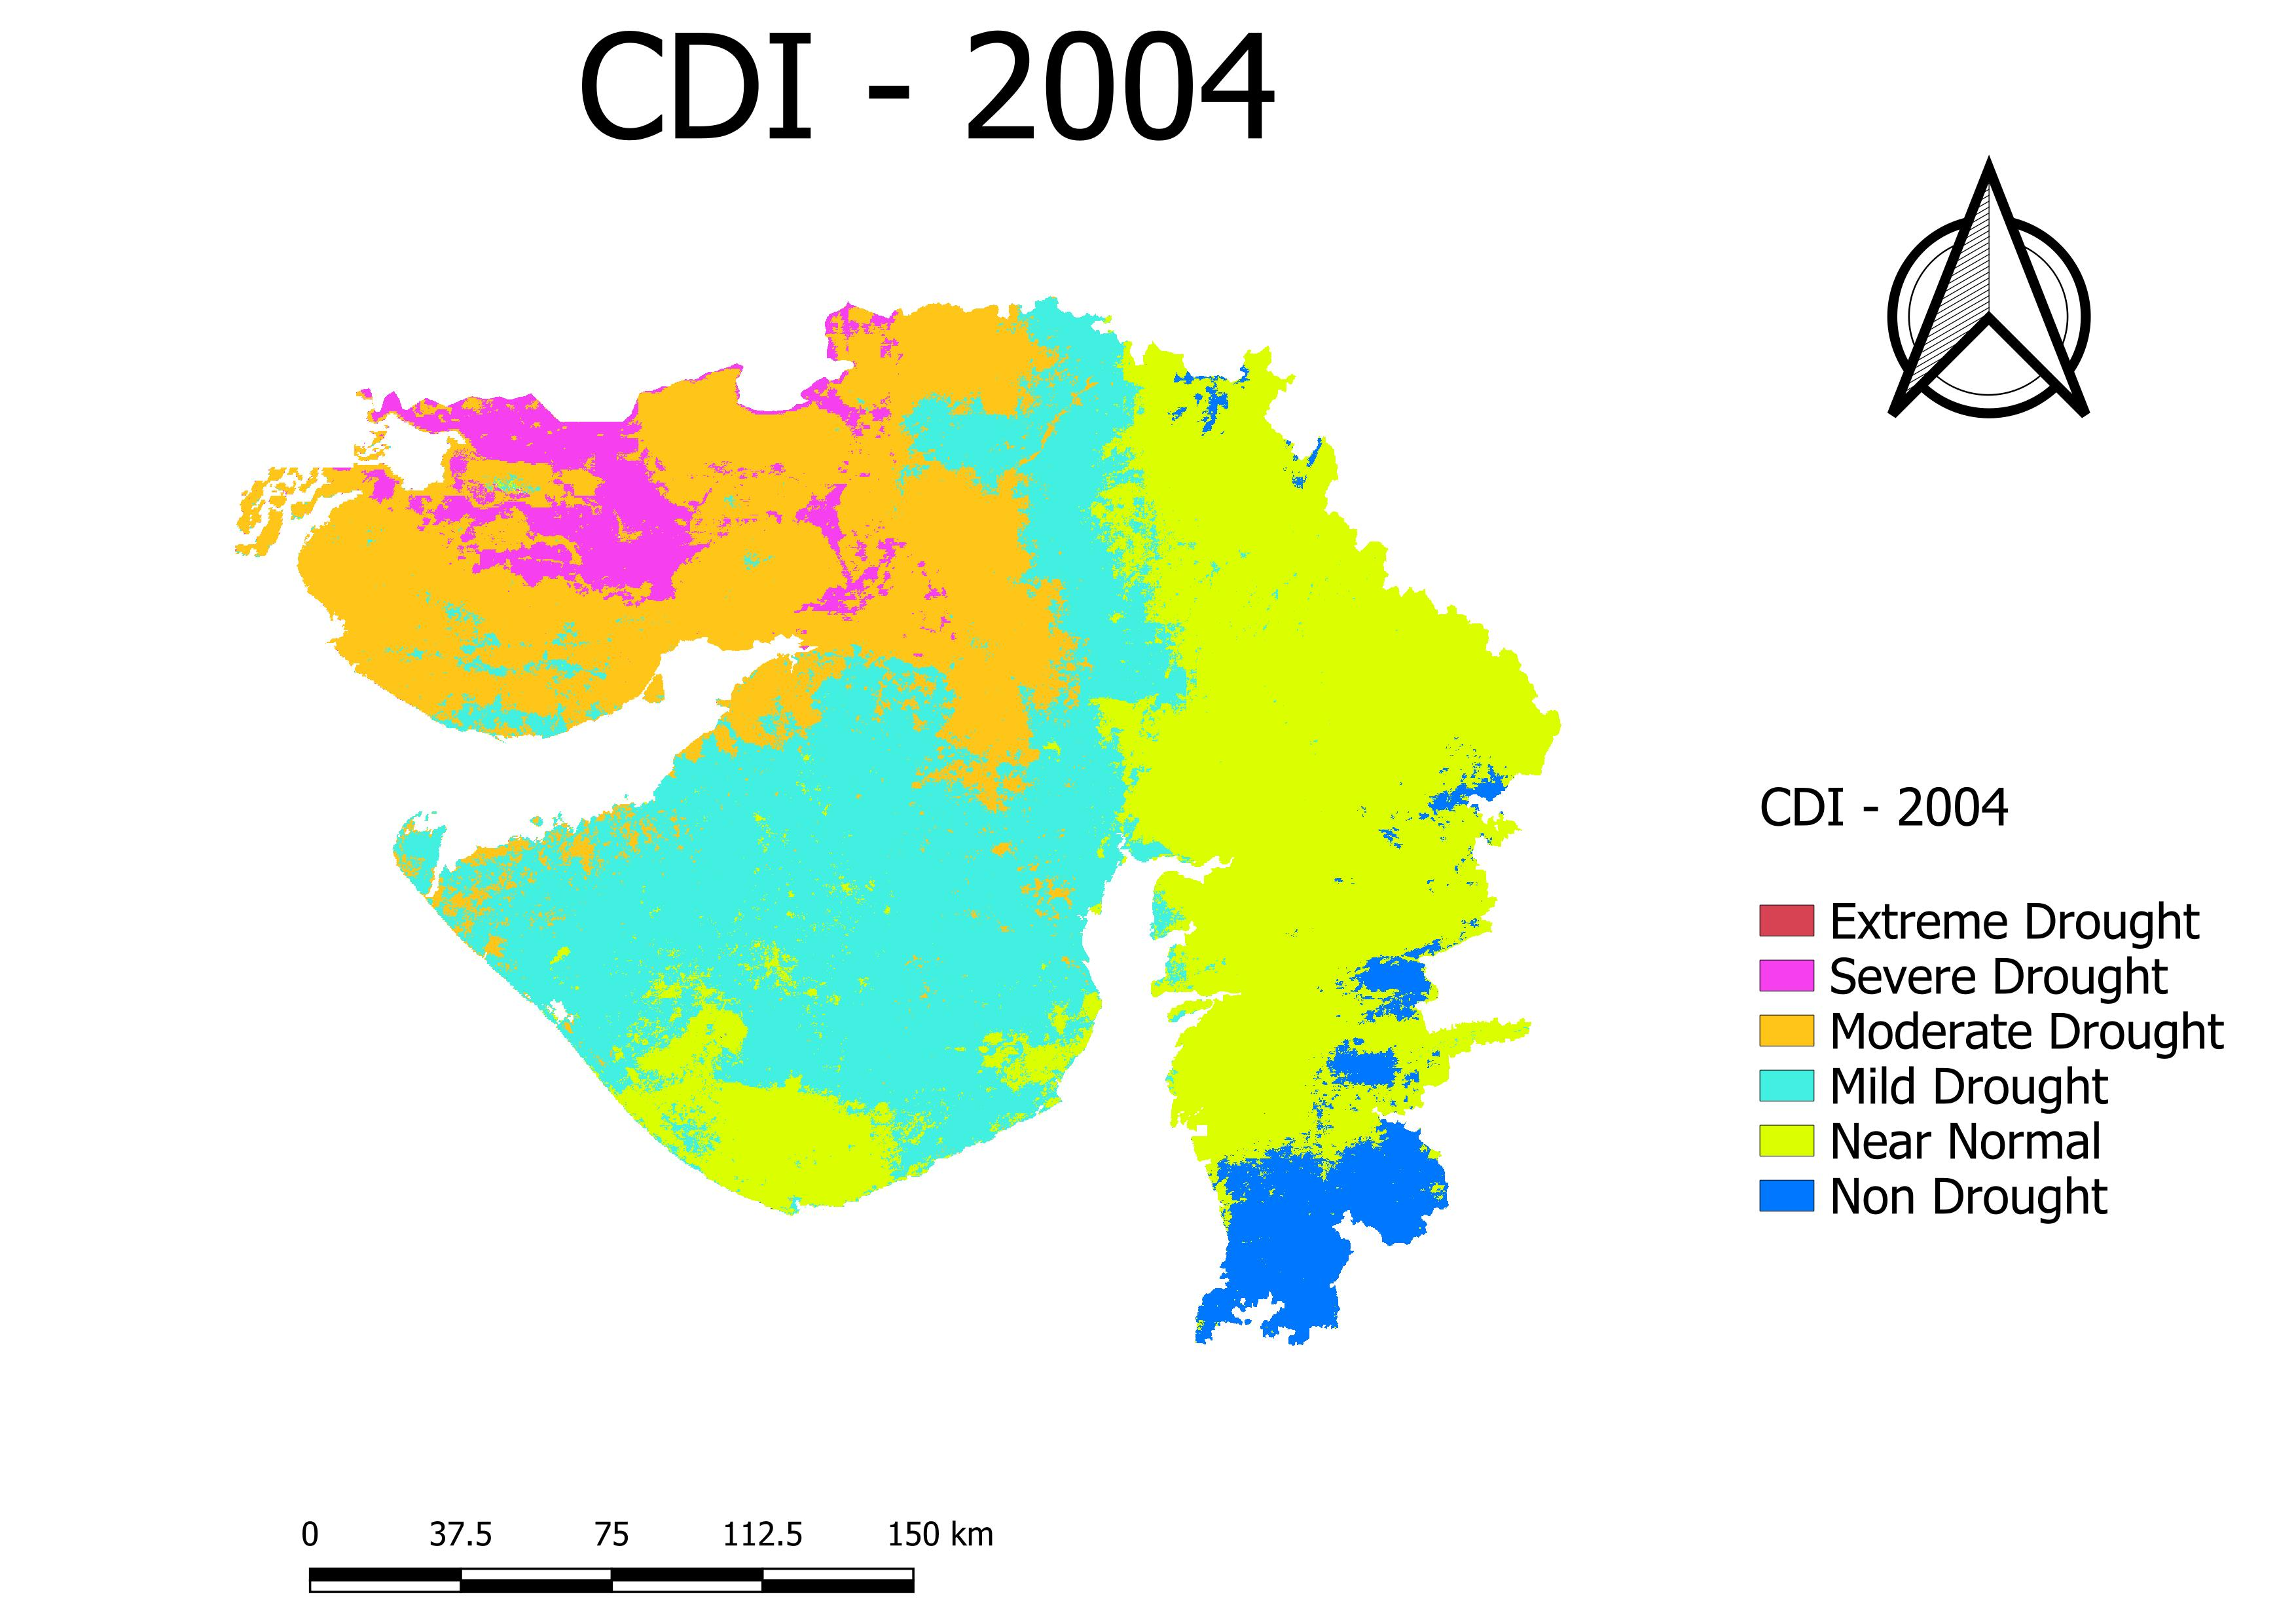 CDI - 2004
CDI - 2004
Extreme Drought
Severe Drought
Moderate Drought
Mild Drought
Near Normal
Non Drought
0 37.5 75 112.5 150 km